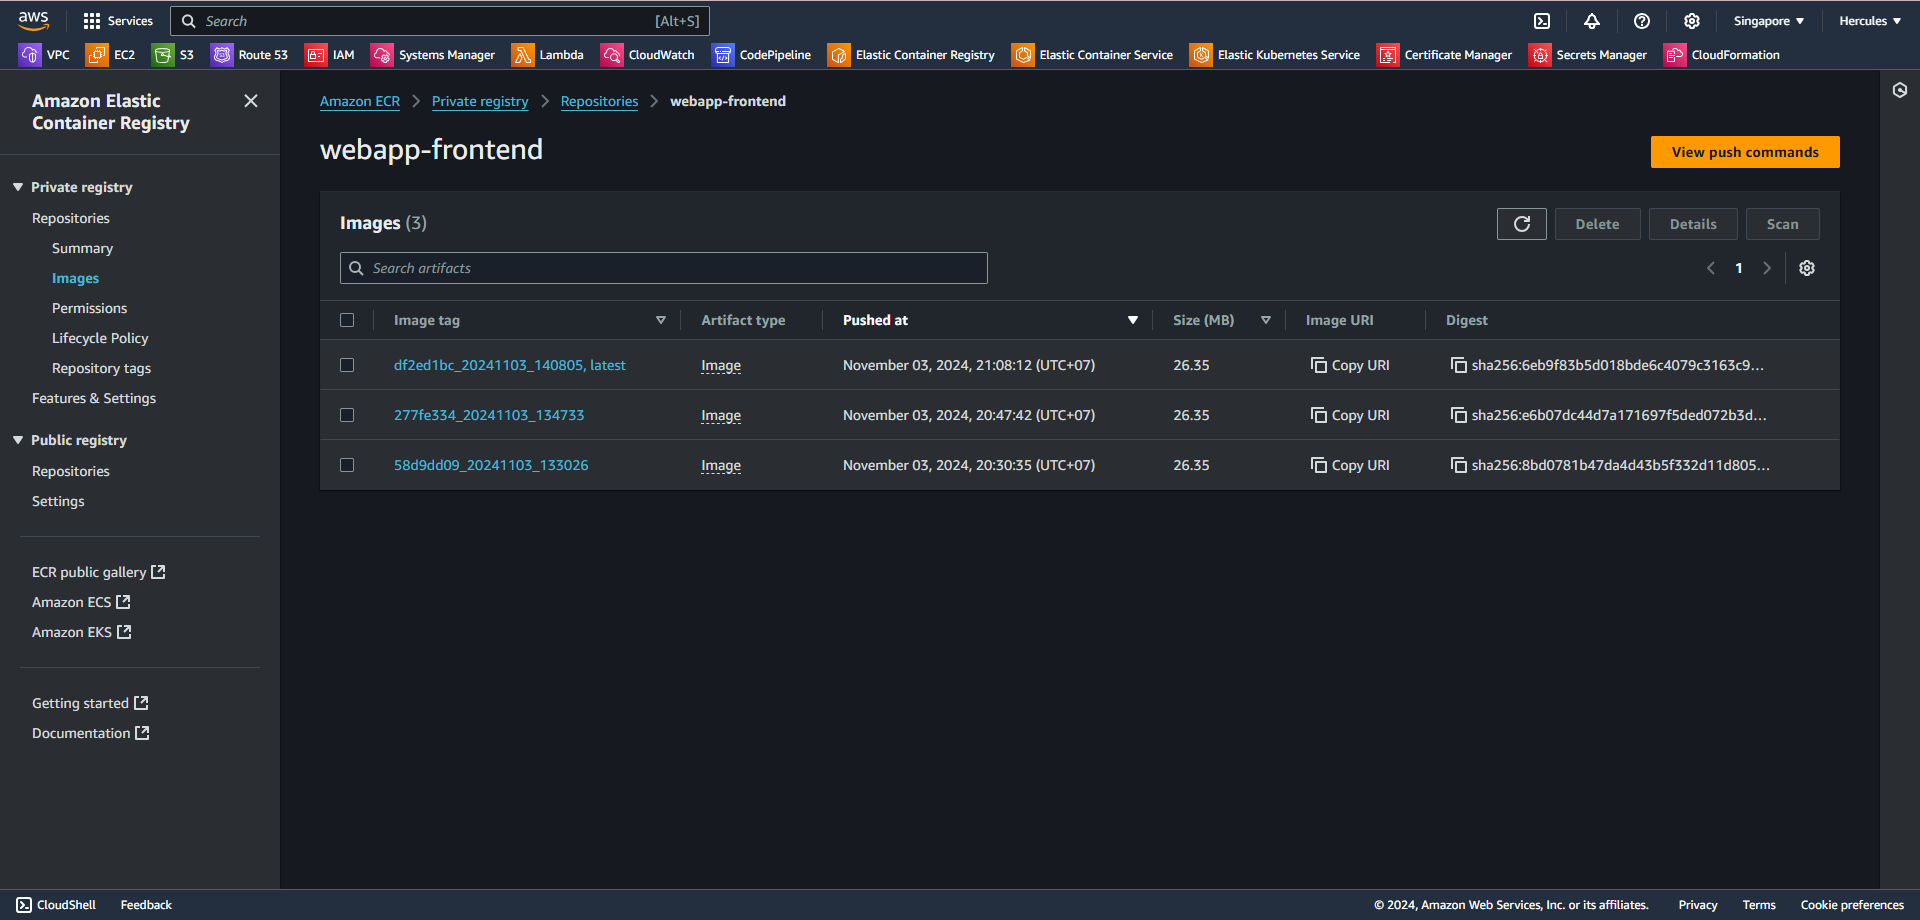 aws
Services
Search
[Alt+S]
Singapore
Hercules
VPC
EC2
S3
Route 53
IAM
Systems Manager
Lambda
CloudWatch
CodePipeline
Elastic Container Registry
Elastic Container Service
Elastic Kubernetes Service
Certificate Manager
Secrets Manager
CloudFormation
Amazon Elastic
Container Registry
Private registry
Repositories
Summary
Images
Permissions
Lifecycle Policy
Repository tags
Features & Settings
Public registry
Repositories
Settings
ECR public gallery
Amazon ECS
Amazon EKS
Getting started
Documentation
Amazon ECR > Private registry > Repositories > webapp-frontend
webapp-frontend
View push commands
Images (3)
Delete
Details
Scan
Search artifacts
1
Image tag Artifact type Pushed at Size (MB) Image URI Digest
df2ed1bc_20241103_140805, latest Image November 03, 2024, 21:08:12 (UTC+07) 26.35 Copy URI sha256:6eb9f83b5d018bde6c4079c3163c9...
277fe334_20241103_134733 Image November 03, 2024, 20:47:42 (UTC+07) 26.35 Copy URI sha256:e6b07dc44d7a171697f5ded072b3d...
58d9dd09_20241103_133026 Image November 03, 2024, 20:30:35 (UTC+07) 26.35 Copy URI sha256:8bd0781b47da4d43b5f332d11d805...
CloudShell
Feedback
© 2024, Amazon Web Services, Inc. or its affiliates.
Privacy
Terms
Cookie preferences